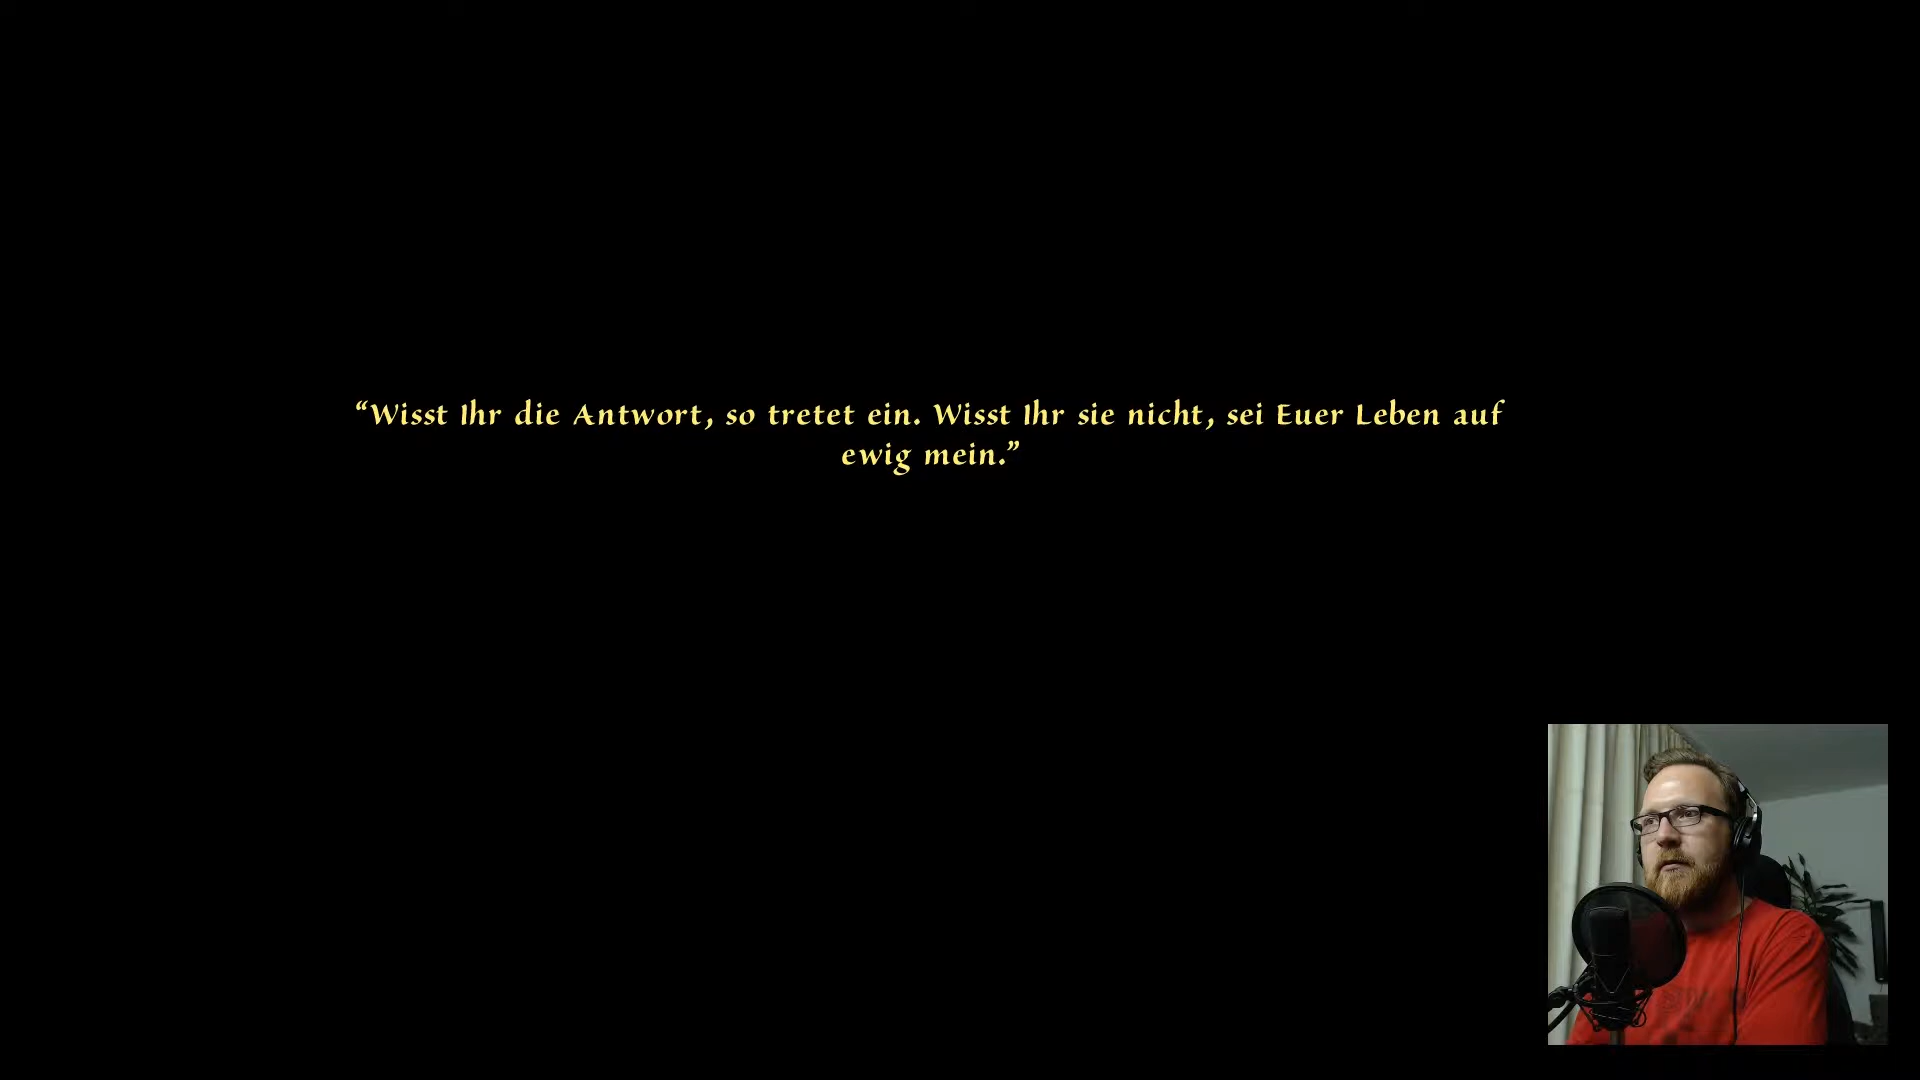 “Wisst Ihr die Antwort, so tretet ein. Wisst Ihr sie nicht, sei Euer Leben auf
ewig mein.”